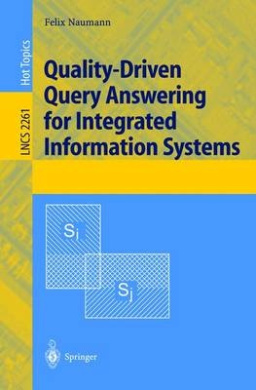 Felix Naumann
Hot Topics
LNCS 2261
Quality-Driven
Query Answering
for Integrated
Information Systems
Si
Sj
Springer